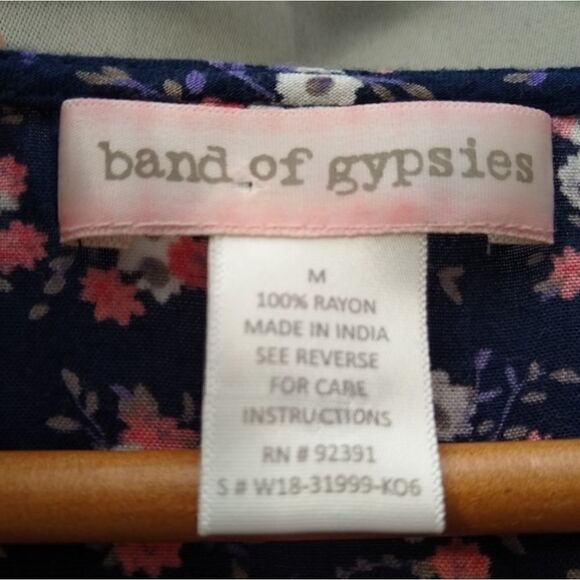 band of gypsies
M
100% RAYON
MADE IN INDIA
SEE REVERSE
FOR CARE
INSTRUCTIONS
RN # 92391
S # W18-31999-K06